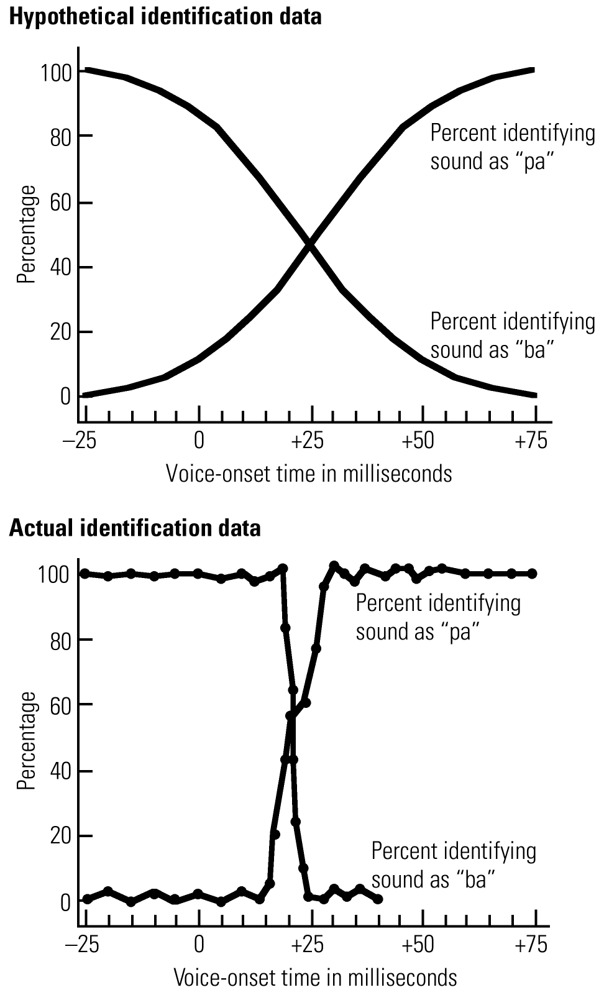 Hypothetical identification data
100
80
60
40
20
0
Percentage
Percent identifying
sound as “pa”
Percent identifying
sound as “ba”
–25 0 +25 +50 +75
Voice-onset time in milliseconds
Actual identification data
100
80
60
40
20
0
Percentage
Percent identifying
sound as “pa”
Percent identifying
sound as “ba”
–25 0 +25 +50 +75
Voice-onset time in milliseconds